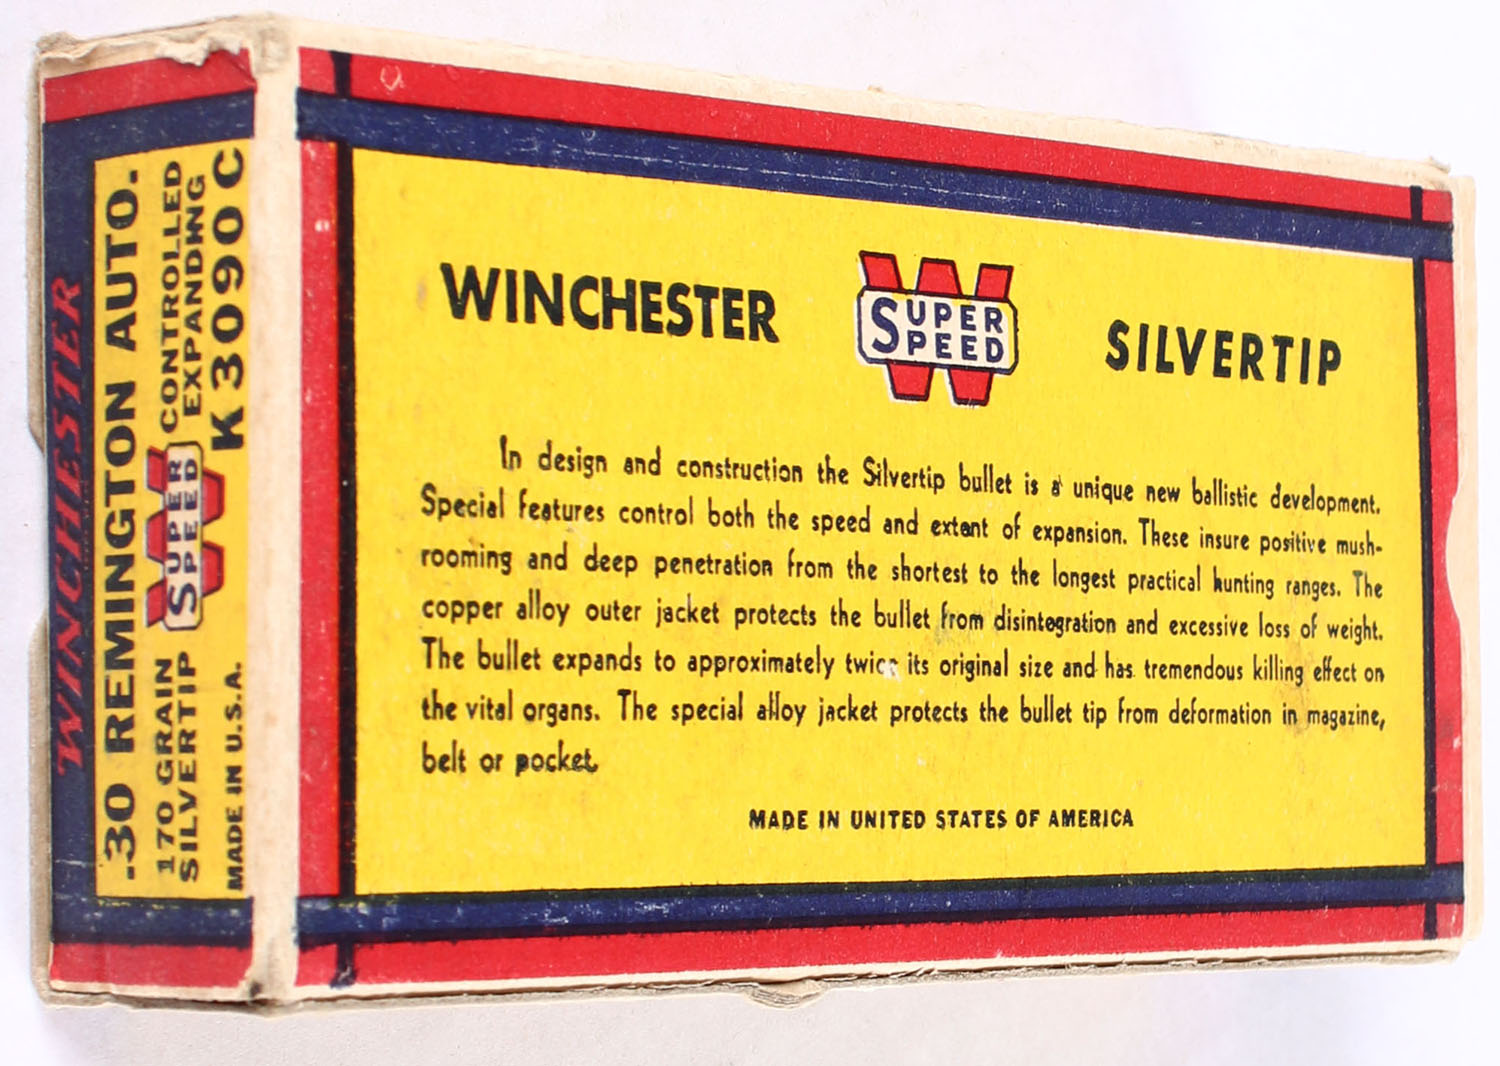 WINCHESTER
.30 REMINGTON AUTO.
170 GRAIN
SILVERTIP
SUPER
SPEED
CONTROLLED
EXPANDING
MADE IN U.S.A.
K3090C
WINCHESTER
SUPER
SPEED
SILVERTIP
In design and construction the Silvertip bullet is a unique new ballistic development.
Special features control both the speed and extent of expansion. These insure positive mush-
rooming and deep penetration from the shortest to the longest practical hunting ranges. The
copper alloy outer jacket protects the bullet from disintegration and excessive loss of weight.
The bullet expands to approximately twice its original size and has tremendous killing effect on
the vital organs. The special alloy jacket protects the bullet tip from deformation in magazine,
belt or pocket.
MADE IN UNITED STATES OF AMERICA